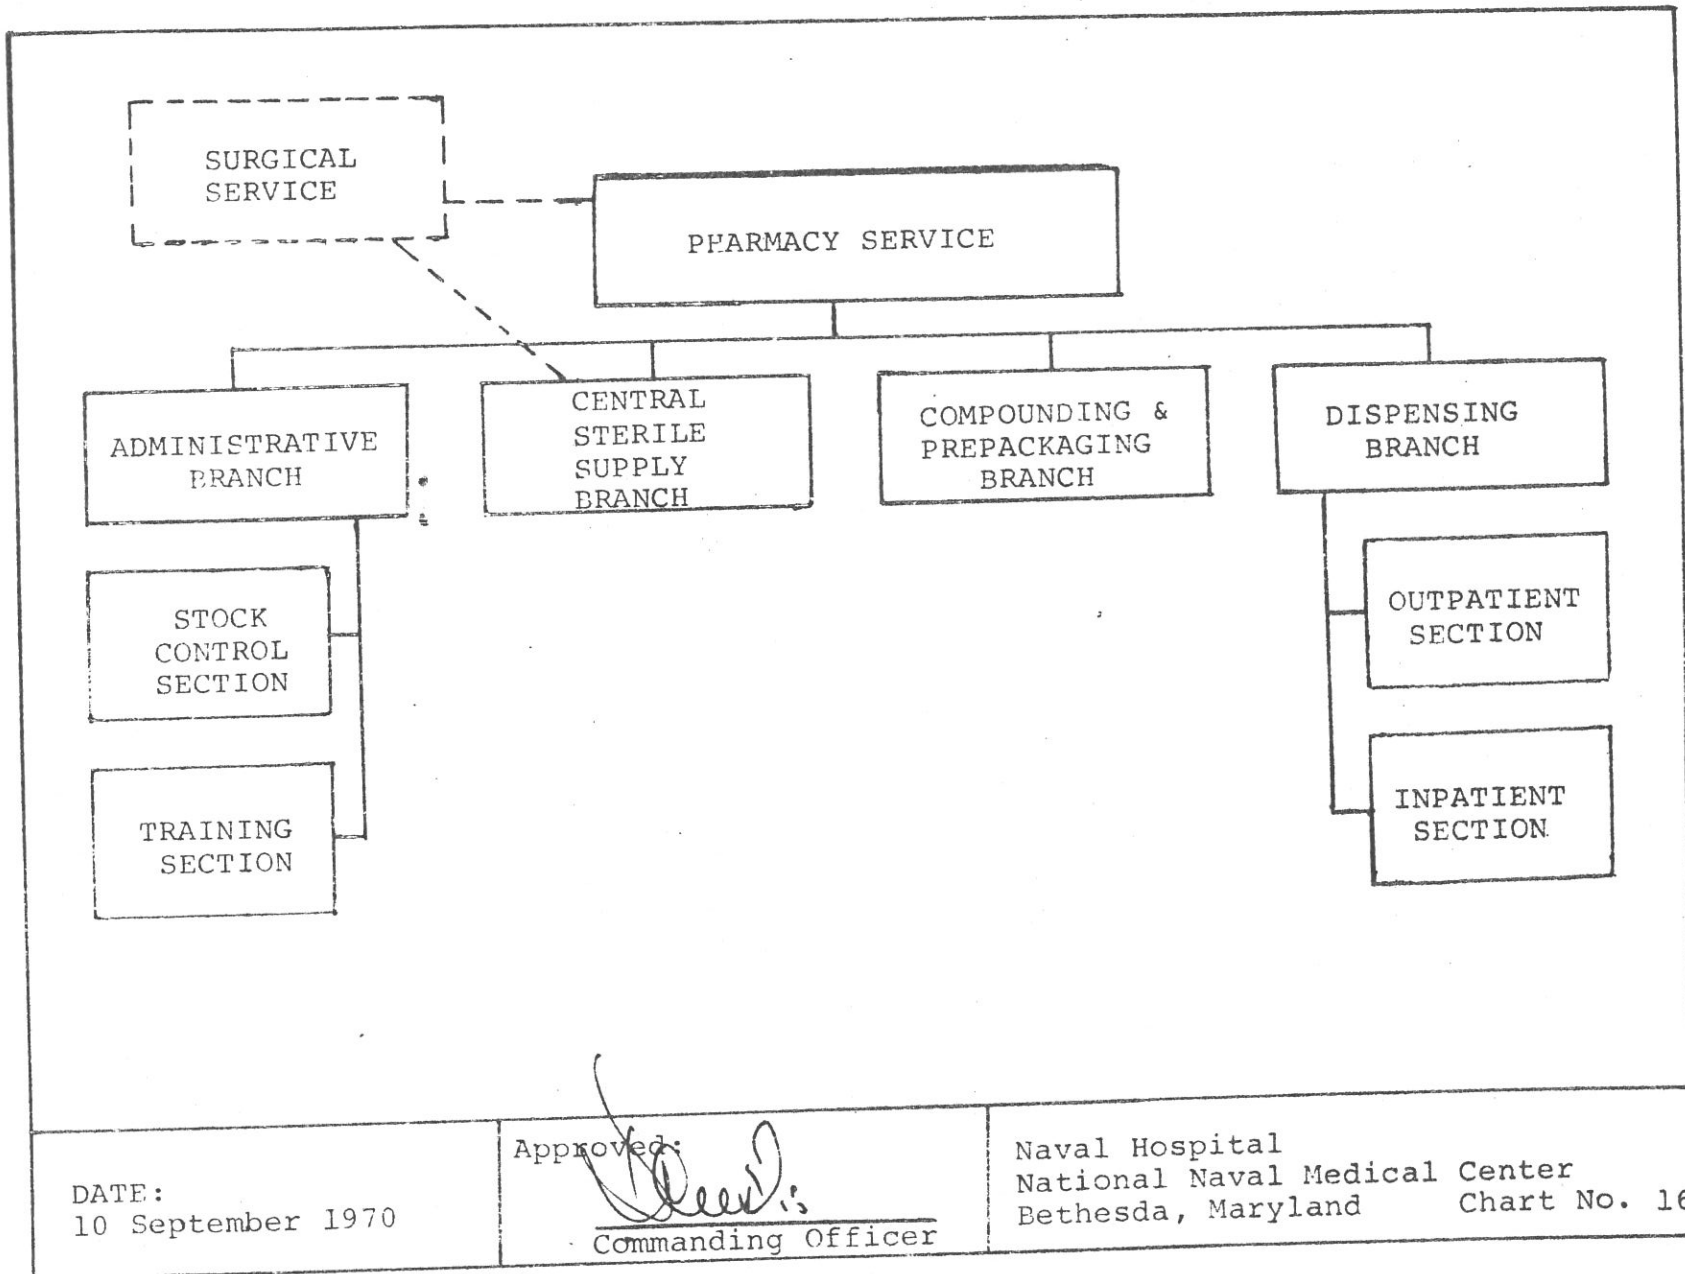 SURGICAL
SERVICE
PHARMACY SERVICE
ADMINISTRATIVE
BRANCH
CENTRAL
STERILE
SUPPLY
BRANCH
COMPOUNDING &
PREPACKAGING
BRANCH
DISPENSING
BRANCH
STOCK
CONTROL
SECTION
OUTPATIENT
SECTION
TRAINING
SECTION
INPATIENT
SECTION
DATE:
10 September 1970
Approved:
Commanding Officer
Naval Hospital
National Naval Medical Center
Bethesda, Maryland Chart No. 16